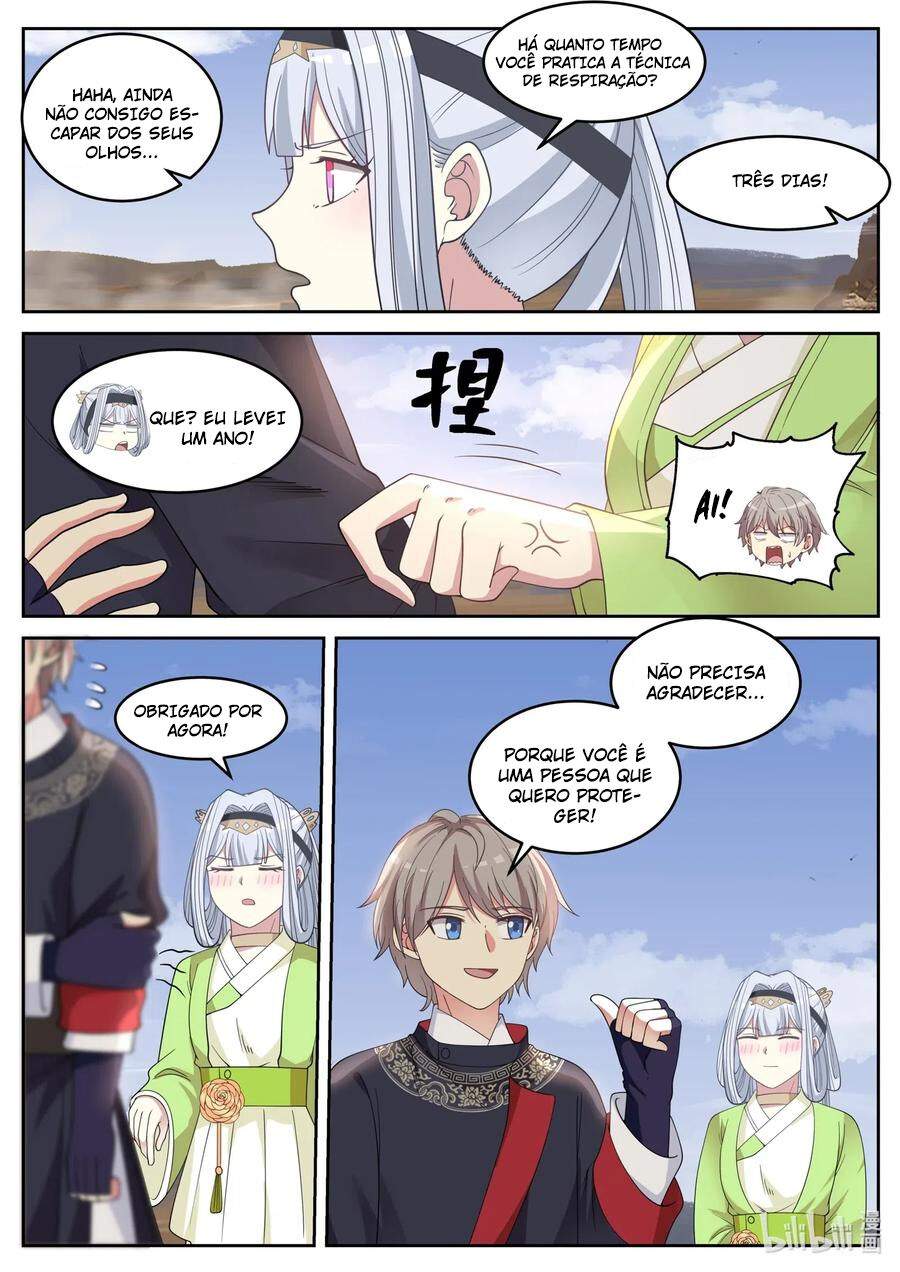 HAHA, AINDA
NÃO CONSIGO ES-
CAPAR DOS SEUS
OLHOS...
HÁ QUANTO TEMPO
VOCÊ PRATICA A TÉCNICA
DE RESPIRAÇÃO?
TRÊS DIAS!
QUE? EU LEVEI
UM ANO!
捏
AI!
OBRIGADO POR
AGORA!
NÃO PRECISA
AGRADECER...
PORQUE VOCÊ É
UMA PESSOA QUE
QUERO PROTE-
GER!
bilibili 漫画